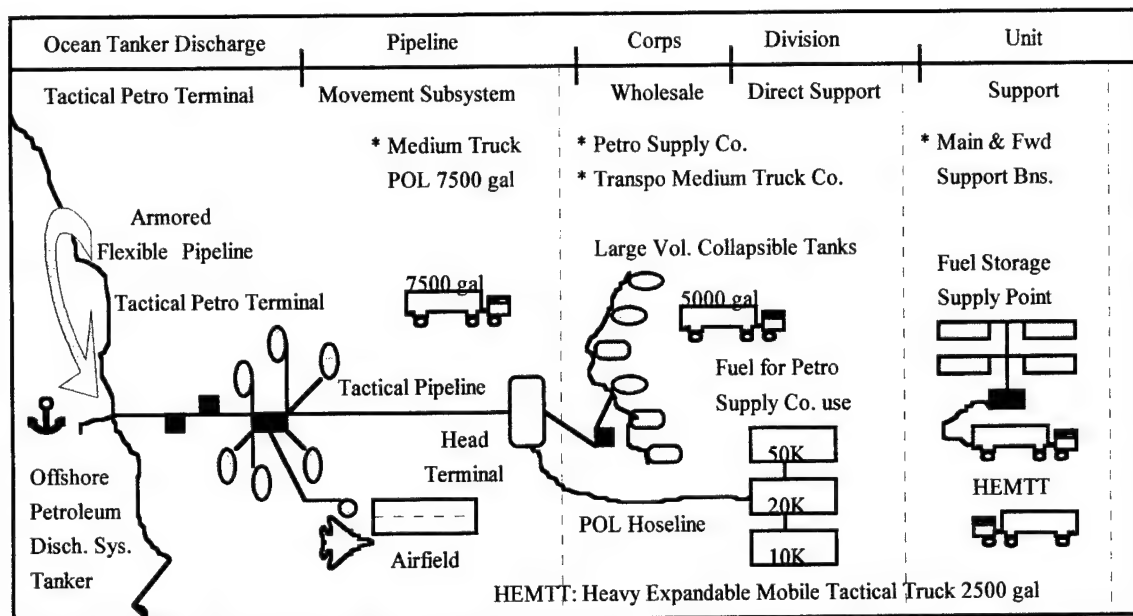 Ocean Tanker Discharge
Pipeline
Corps
Division
Unit
Tactical Petro Terminal
Movement Subsystem
Wholesale
Direct Support
Support
* Medium Truck
POL 7500 gal
* Petro Supply Co.
* Transpo Medium Truck Co.
* Main & Fwd
Support Bns.
Armored
Flexible Pipeline
Tactical Petro Terminal
7500 gal
Large Vol. Collapsible Tanks
5000 gal
Fuel Storage
Supply Point
Tactical Pipeline
Fuel for Petro
Supply Co. use
Head
Terminal
50K
20K
10K
Offshore
Petroleum
Disch. Sys.
Tanker
Airfield
POL Hoseline
HEMTT
HEMTT: Heavy Expandable Mobile Tactical Truck 2500 gal